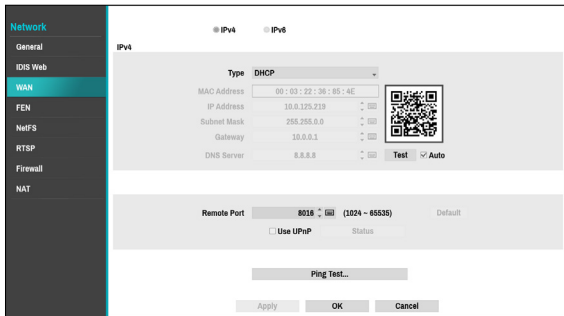 Network
General
IDIS Web
WAN
FEN
NetFS
RTSP
Firewall
NAT
IPv4 IPv6
IPv4
Type DHCP
MAC Address 00 : 03 : 22 : 36 : 65 : 4E
IP Address 10.0.125.219
Subnet Mask 255.255.0.0
Gateway 10.0.0.1
DNS Server 8.8.8.8 Test Auto
Remote Port 8016 (1024 ~ 65535) Default
Use UPnP Status
Ping Test...
Apply OK Cancel